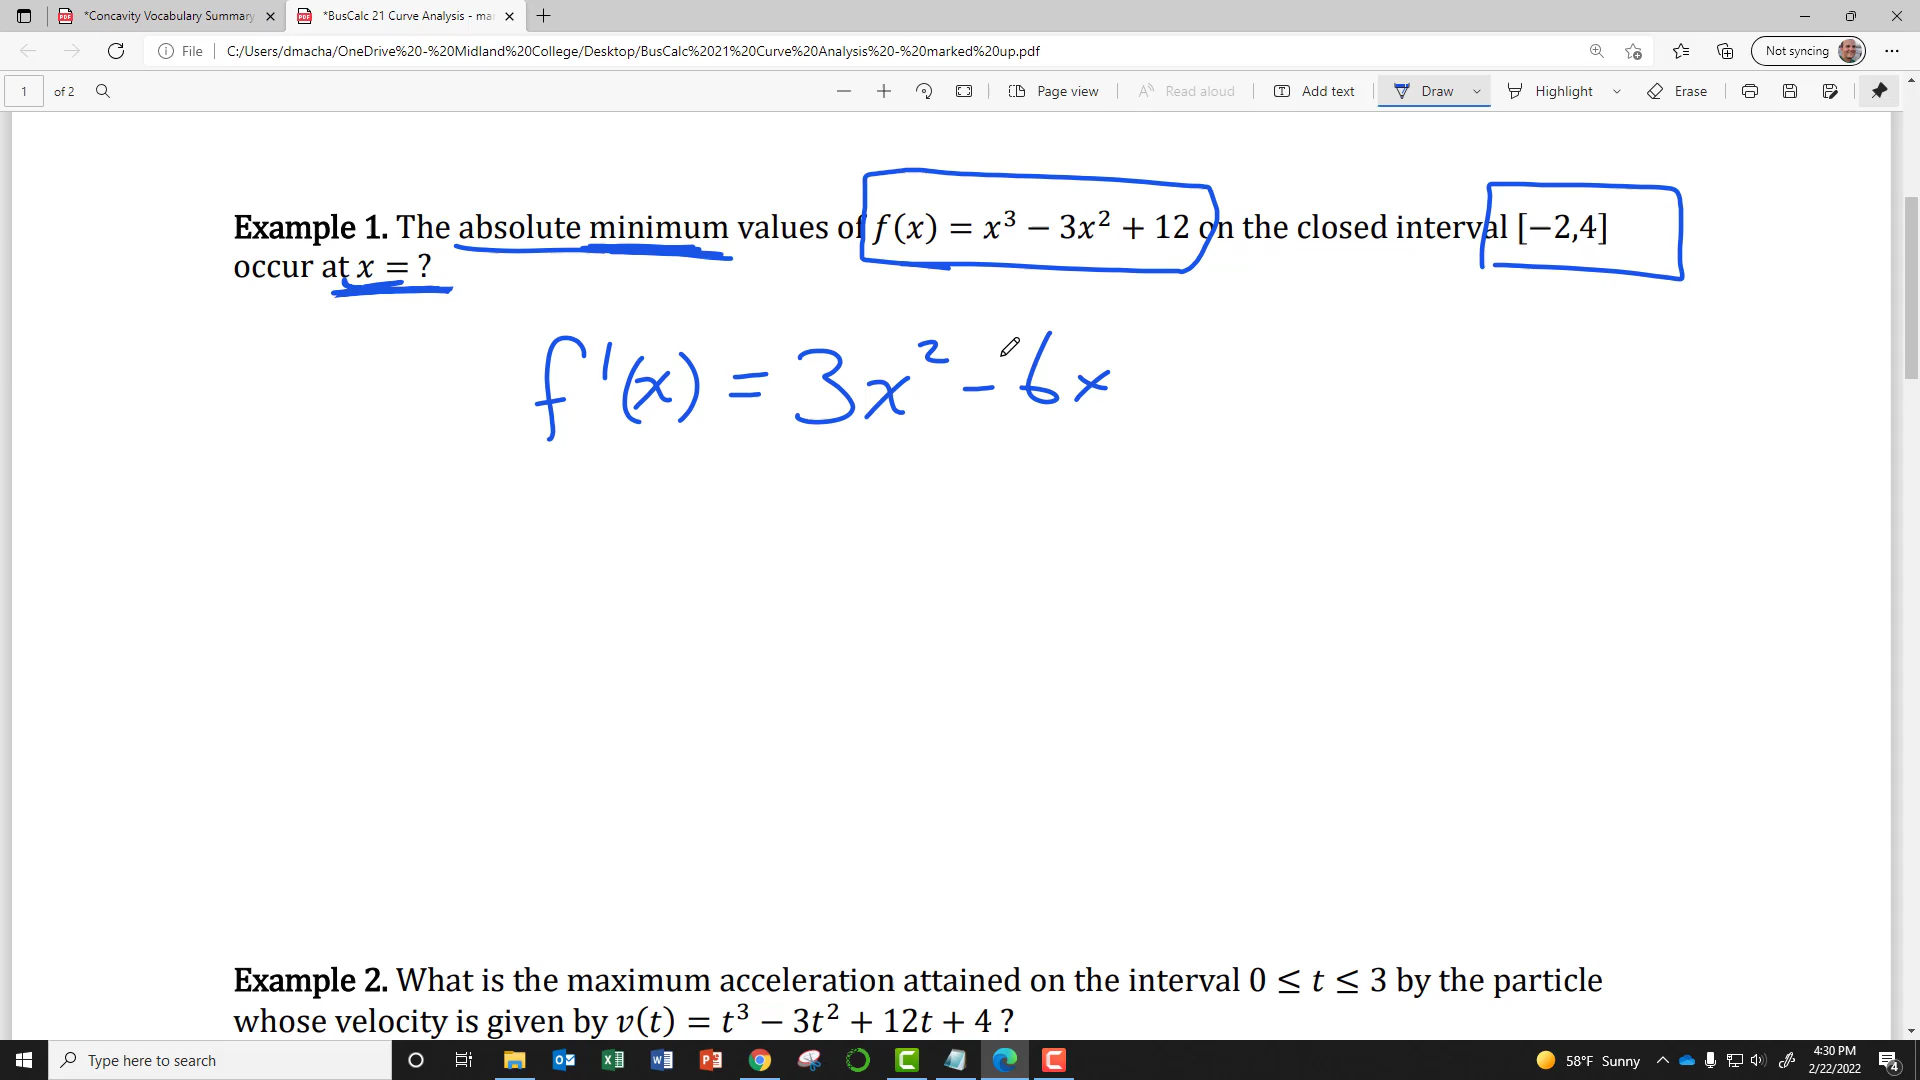 *Concavity Vocabulary Summary
*BusCalc 21 Curve Analysis - mar
File C:/Users/dmacha/OneDrive%20-%20Midland%20College/Desktop/BusCalc%2021%20Curve%20Analysis%20-%20marked%20up.pdf Not syncing
1 of 2 Page view Read aloud Add text Draw Highlight Erase
Example 1. The absolute minimum values of f(x) = x³ − 3x² + 12 on the closed interval [−2,4]
occur at x = ?
f'(x) = 3x² - 6x
Example 2. What is the maximum acceleration attained on the interval 0 ≤ t ≤ 3 by the particle
whose velocity is given by v(t) = t³ − 3t² + 12t + 4 ?
Type here to search 58°F Sunny 4:30 PM
2/22/2022 4